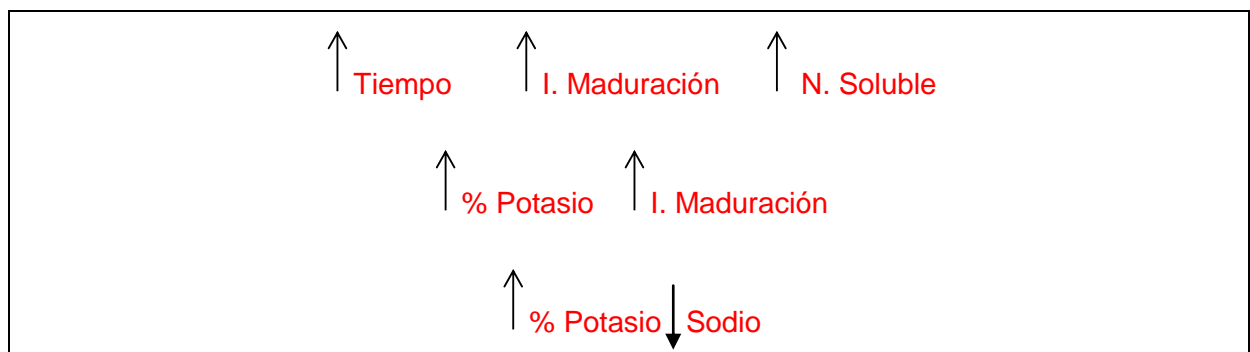 Tiempo I. Maduración N. Soluble
% Potasio I. Maduración
% Potasio Sodio